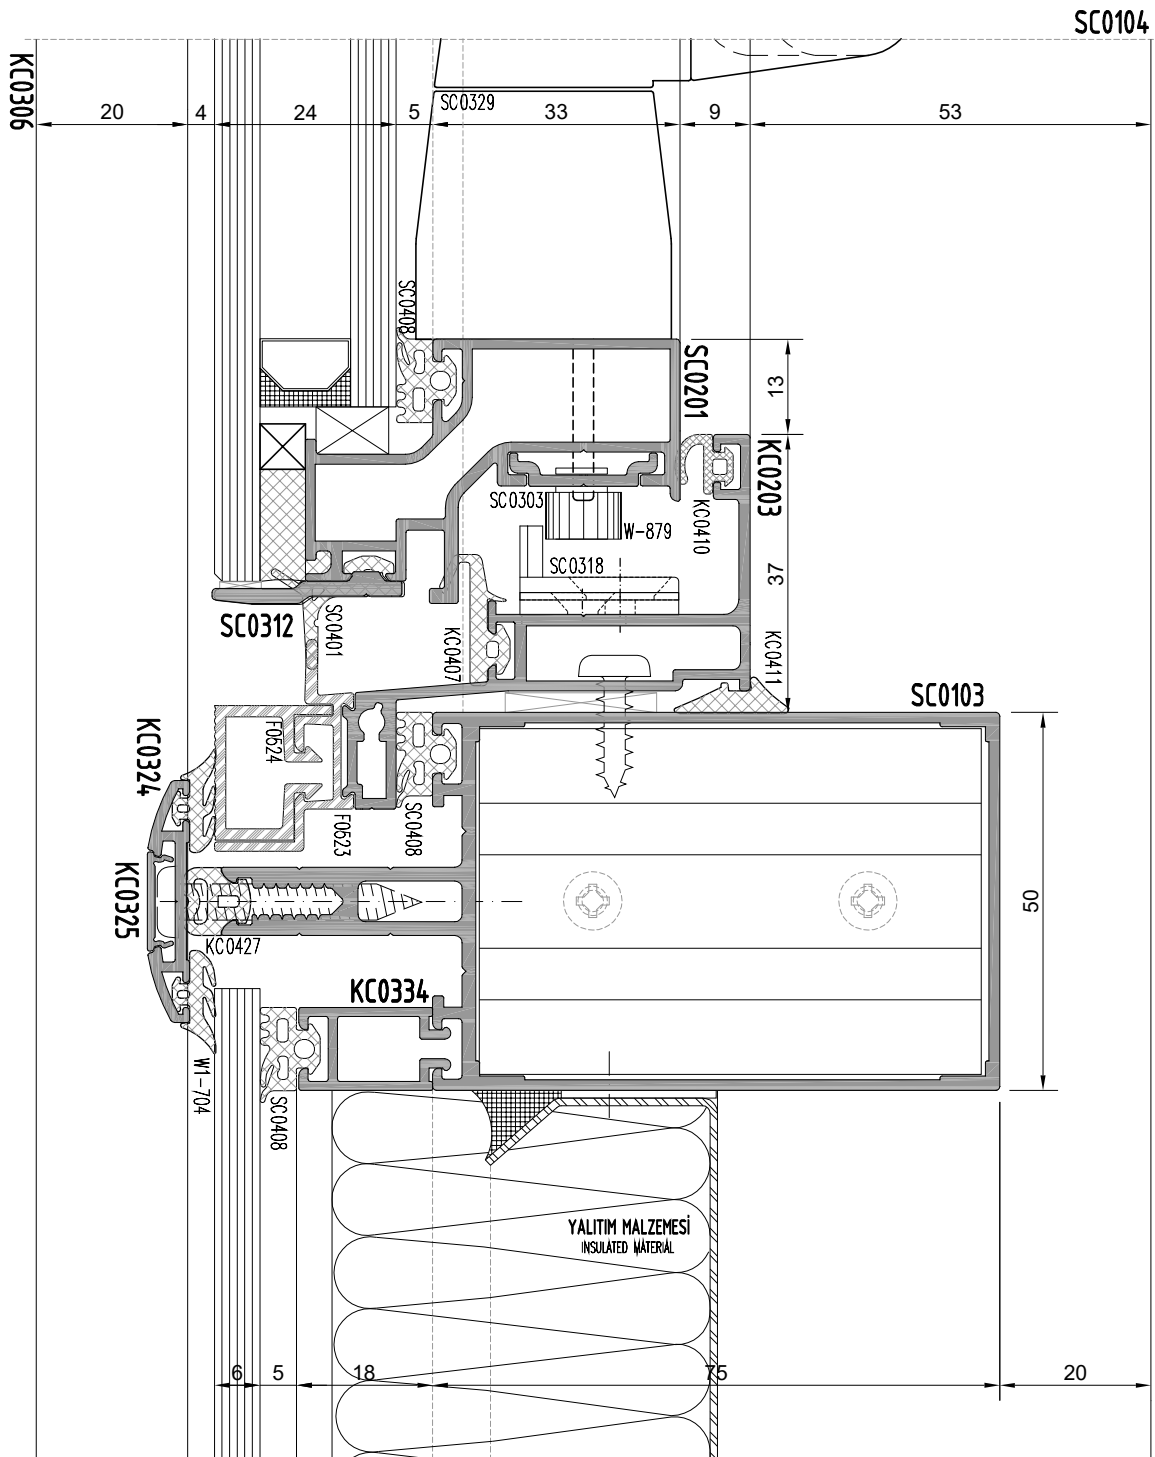 SC0104
KC0306
20
4
24
5
33
9
53
SC0329
SC0408
SC0201
13
KC0203
SC0303
W-879
KC0410
SC0318
37
SC0312
SC0401
KC0407
KC0411
SC0103
KC0324
F0624
F0623
SC0408
KC0325
50
KC0427
KC0334
W1-704
SC0408
YALITIM MALZEMESİ
INSULATED MATERIAL
6
5
18
75
20